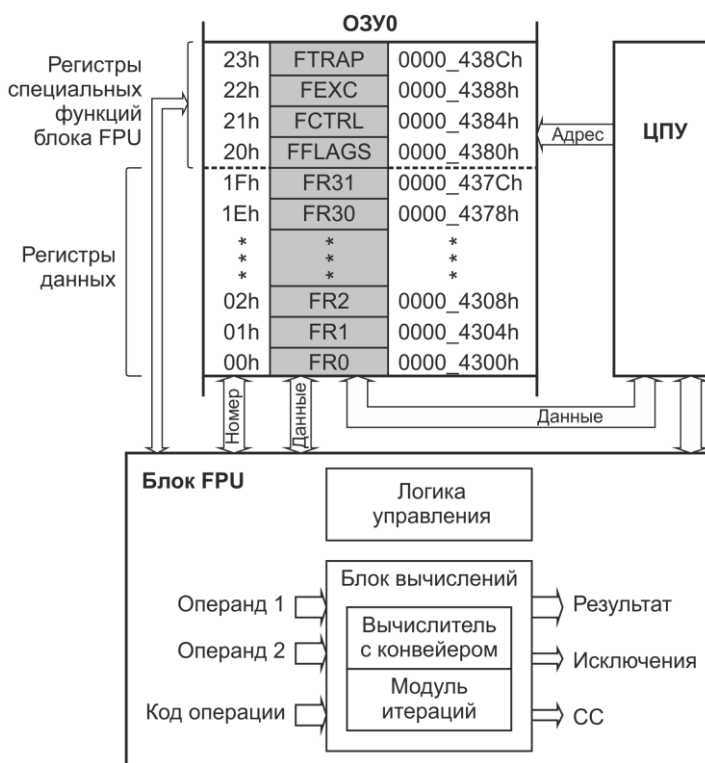 ОЗУ0
Регистры
специальных
функций
блока FPU
23h FTRAP 0000_438Ch
22h FEXC 0000_4388h
21h FCTRL 0000_4384h
20h FFLAGS 0000_4380h
Адрес
ЦПУ
Регистры
данных
1Fh FR31 0000_437Ch
1Eh FR30 0000_4378h
* * *
* * *
* * *
02h FR2 0000_4308h
01h FR1 0000_4304h
00h FR0 0000_4300h
Номер
Данные
Данные
Блок FPU
Логика
управления
Блок вычислений
Операнд 1
Операнд 2
Код операции
Вычислитель
с конвейером
Модуль
итераций
Результат
Исключения
CC